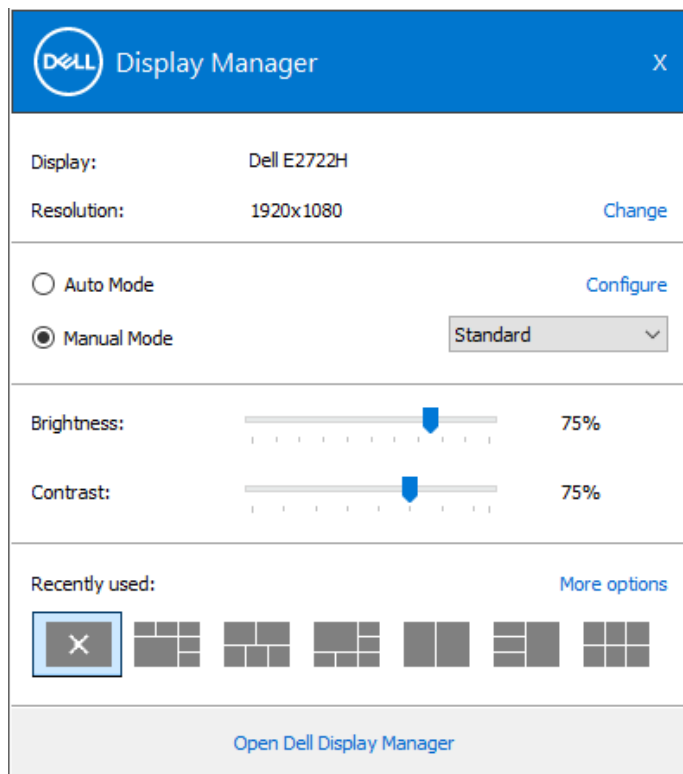 DELL Display Manager X
Display: Dell E2722H
Resolution: 1920x1080 Change
Auto Mode Configure
Manual Mode Standard
Brightness: 75%
Contrast: 75%
Recently used: More options
Open Dell Display Manager